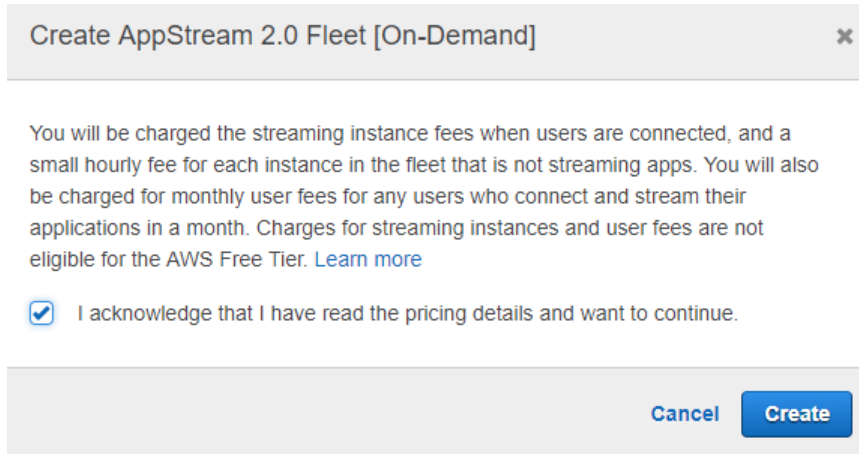 Create AppStream 2.0 Fleet [On-Demand]
You will be charged the streaming instance fees when users are connected, and a
small hourly fee for each instance in the fleet that is not streaming apps. You will also
be charged for monthly user fees for any users who connect and stream their
applications in a month. Charges for streaming instances and user fees are not
eligible for the AWS Free Tier. Learn more
I acknowledge that I have read the pricing details and want to continue.
Cancel Create